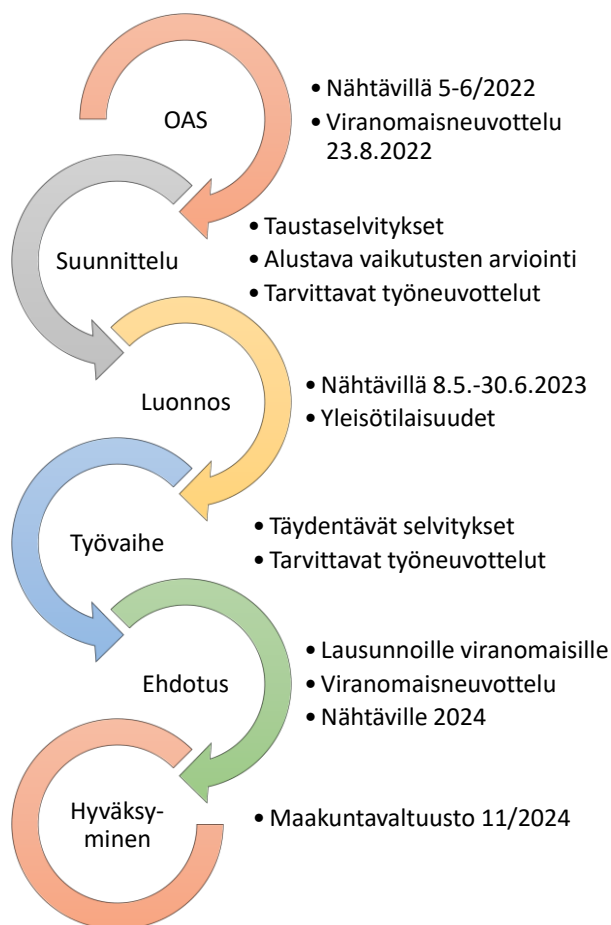 OAS
• Nähtävillä 5-6/2022
• Viranomaisneuvottelu
23.8.2022
Suunnittelu
• Taustaselvitykset
• Alustava vaikutusten arviointi
• Tarvittavat työneuvottelut
Luonnos
• Nähtävillä 8.5.-30.6.2023
• Yleisötilaisuudet
Työvaihe
• Täydentävät selvitykset
• Tarvittavat työneuvottelut
Ehdotus
• Lausunnoille viranomaisille
• Viranomaisneuvottelu
• Nähtäville 2024
Hyväksy-
minen
• Maakuntavaltuusto 11/2024